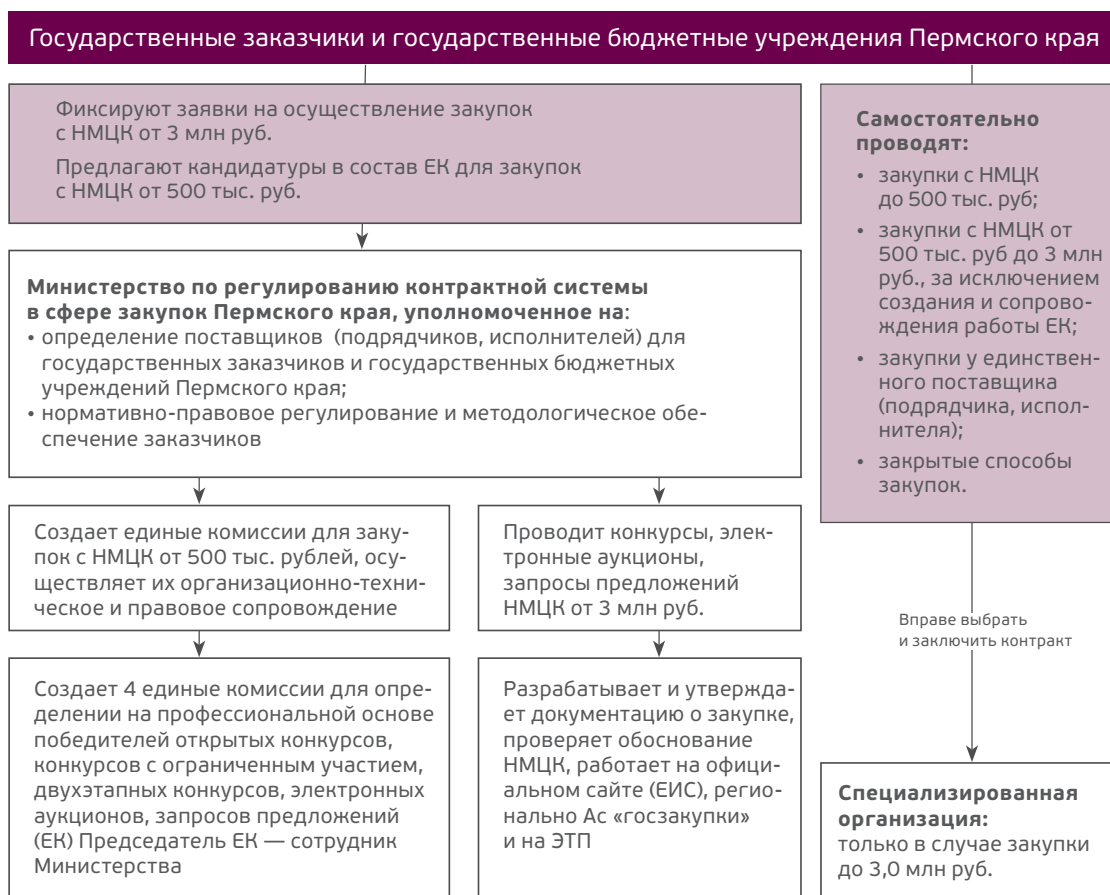 Государственные заказчики и государственные бюджетные учреждения Пермского края
Фиксируют заявки на осуществление закупок
с НМЦК от 3 млн руб.
Предлагают кандидатуры в состав ЕК для закупок
с НМЦК от 500 тыс. руб.
Министерство по регулированию контрактной системы
в сфере закупок Пермского края, уполномоченное на:
• определение поставщиков (подрядчиков, исполнителей) для
государственных заказчиков и государственных бюджетных
учреждений Пермского края;
• нормативно-правовое регулирование и методологическое обе-
спечение заказчиков
Создает единые комиссии для заку-
пок с НМЦК от 500 тыс. рублей, осу-
ществляет их организационно-техни-
ческое и правовое сопровождение
Создает 4 единые комиссии для опре-
делении на профессиональной основе
победителей открытых конкурсов,
конкурсов с ограниченным участием,
двухэтапных конкурсов, электронных
аукционов, запросов предложений
(ЕК) Председатель ЕК — сотрудник
Министерства
Проводит конкурсы, элек-
тронные аукционы,
запросы предложений
НМЦК от 3 млн руб.
Разрабатывает и утвержда-
ет документацию о закупке,
проверяет обоснование
НМЦК, работает на офици-
альном сайте (ЕИС), регио-
нально Ас «госзакупки»
и на ЭТП
Самостоятельно
проводят:
• закупки с НМЦК
до 500 тыс. руб;
• закупки с НМЦК от
500 тыс. руб до 3 млн
руб., за исключением
создания и сопрово-
ждения работы ЕК;
• закупки у единствен-
ного поставщика
(подрядчика, испол-
нителя);
• закрытые способы
закупок.
Вправе выбрать
и заключить контракт
Специализированная
организация:
только в случае закупки
до 3,0 млн руб.